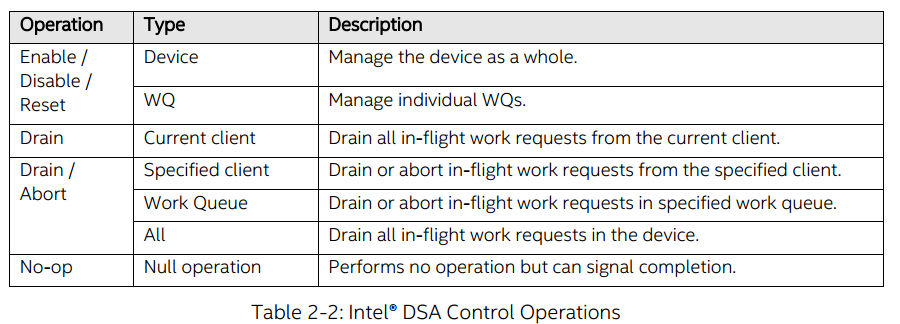 Operation Type Description
Enable / Device Manage the device as a whole.
Disable /
Reset WQ Manage individual WQs.
Drain Current client Drain all in-flight work requests from the current client.
Drain / Specified client Drain or abort in-flight work requests from the specified client.
Abort
Work Queue Drain or abort in-flight work requests in specified work queue.
All Drain all in-flight work requests in the device.
No-op Null operation Performs no operation but can signal completion.
Table 2-2: Intel® DSA Control Operations